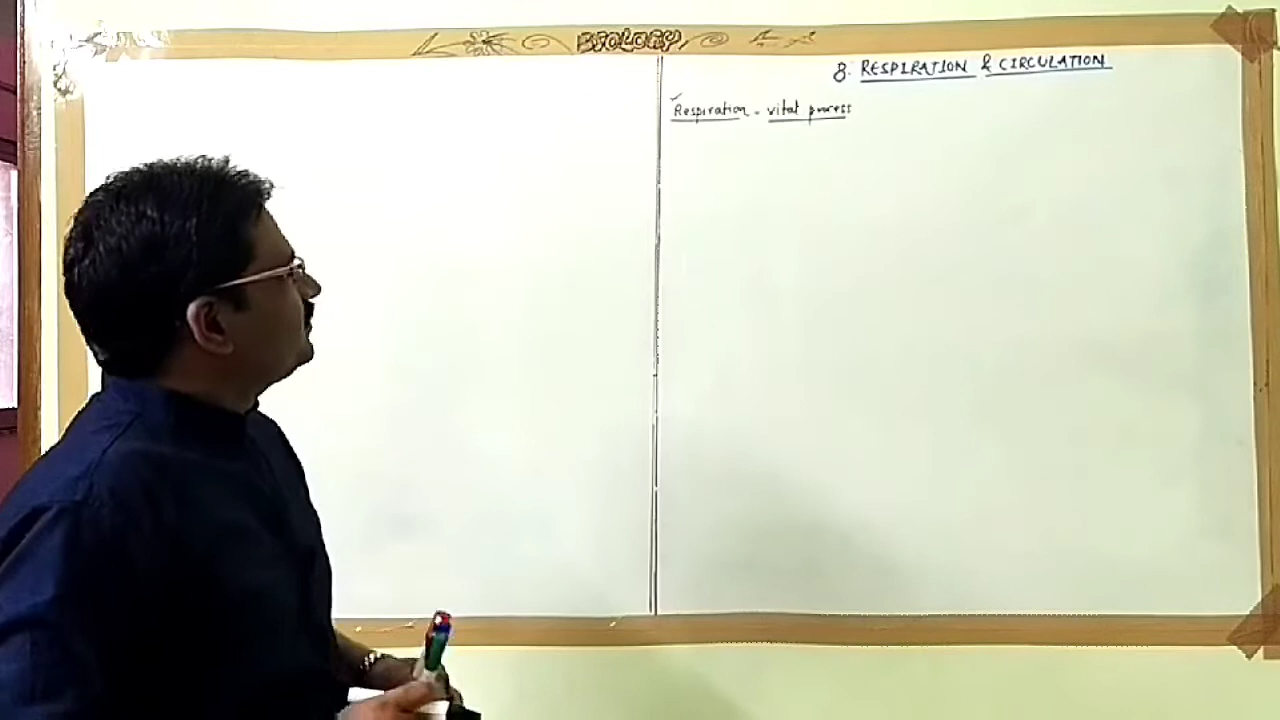 BIOLOGY
8. RESPIRATION & CIRCULATION
Respiration - vital process